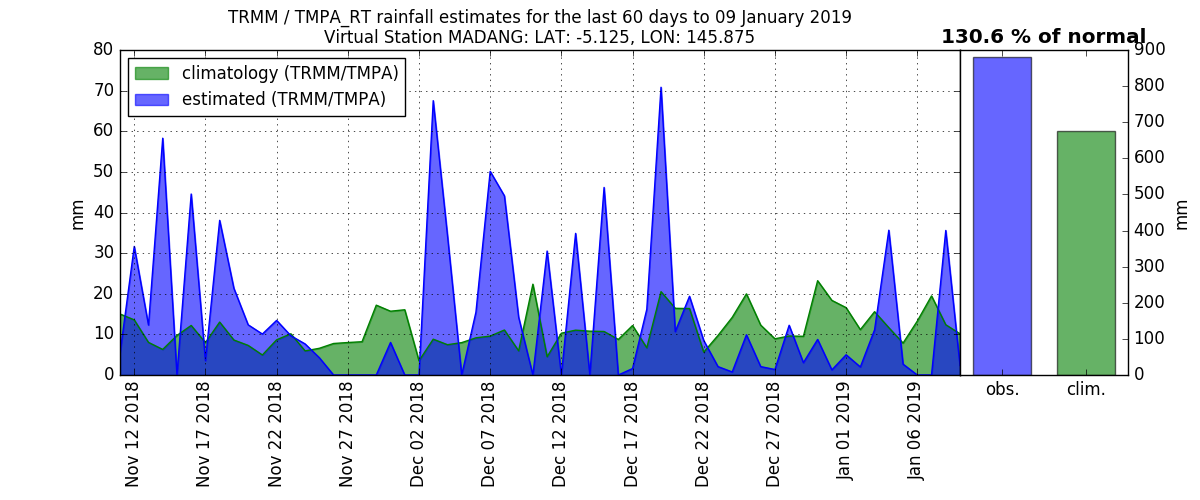 TRMM / TMPA_RT rainfall estimates for the last 60 days to 09 January 2019
Virtual Station MADANG: LAT: -5.125, LON: 145.875
130.6 % of normal
climatology (TRMM/TMPA)
estimated (TRMM/TMPA)
mm
80
70
60
50
40
30
20
10
0
Nov 12 2018
Nov 17 2018
Nov 22 2018
Nov 27 2018
Dec 02 2018
Dec 07 2018
Dec 12 2018
Dec 17 2018
Dec 22 2018
Dec 27 2018
Jan 01 2019
Jan 06 2019
900
800
700
600
500
400
300
200
100
0
mm
obs.
clim.